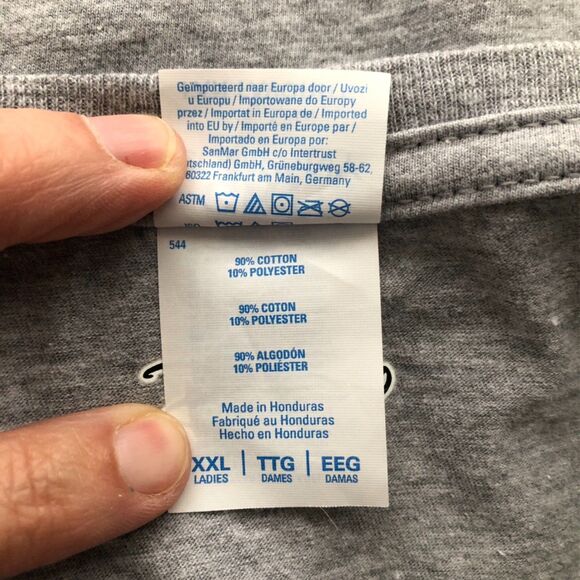 Geïmporteerd naar Europa door / Uvozi
u Europu / Importowane do Europy
przez / Importat in Europa de / Imported
into EU by / Importé en Europe par /
Importado en Europa por:
SanMar GmbH c/o Intertrust
utschland) GmbH, Grüneburgweg 58-62,
60322 Frankfurt am Main, Germany
ASTM
544
90% COTTON
10% POLYESTER
90% COTON
10% POLYESTER
90% ALGODÓN
10% POLIÉSTER
Made in Honduras
Fabriqué au Honduras
Hecho en Honduras
XXL | TTG | EEG
LADIES DAMES DAMAS